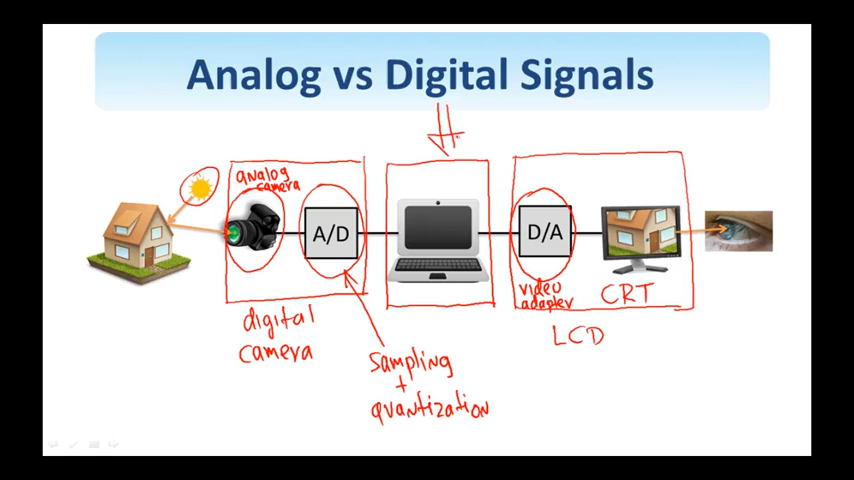 Analog vs Digital Signals
analog
camera
A/D
D/A
video
adapter
CRT
digital
camera
LCD
sampling
+
quantization